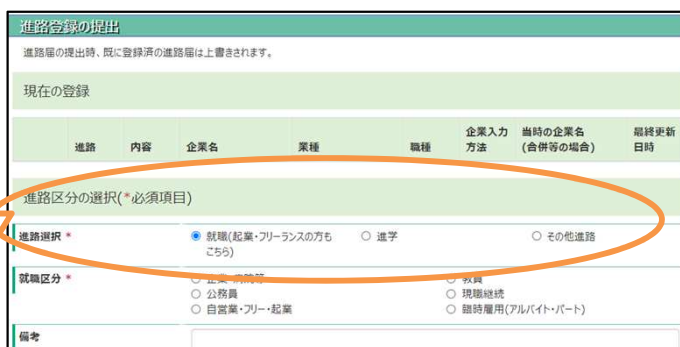 進路登録の提出
進路届の提出時、既に登録済の進路届は上書きされます。
現在の登録
進路 内容 企業名 業種 職種 企業入力方法 当時の企業名(合併等の場合) 最終更新日時
進路区分の選択(*必須項目)
進路選択 * 就職(起業・フリーランスの方もこちら) 進学 その他進路
就職区分 * 教員
公務員 現職継続
自営業・フリー・起業 臨時雇用(アルバイト・パート)
備考